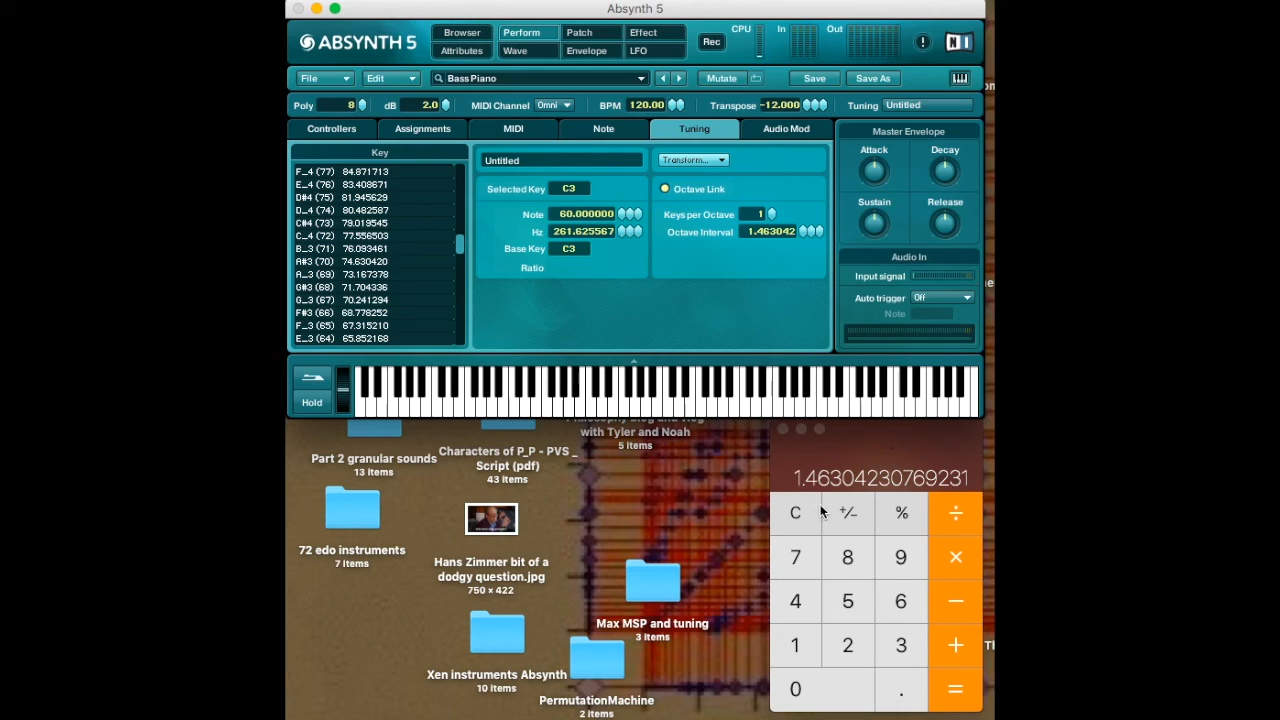 Absynth 5
ABSYNTH 5
Browser Perform Patch Effect
Attributes Wave Envelope LFO
Rec
CPU In Out
!
File Edit Bass Piano Mutate Save Save As
Poly 8 dB 2.0 MIDI Channel Omni BPM 120.00 Transpose -12.000 Tuning Untitled
Controllers Assignments MIDI Note Tuning Audio Mod
Key
F_4 (77) 84.871713
E_4 (76) 83.408671
D#4 (75) 81.945629
D_4 (74) 80.482587
C#4 (73) 79.019545
C_4 (72) 77.556503
B_3 (71) 76.093461
A#3 (70) 74.630420
A_3 (69) 73.167378
G#3 (68) 71.704336
G_3 (67) 70.241294
F#3 (66) 68.778252
F_3 (65) 67.315210
E_3 (64) 65.852168
Untitled
Transform...
Selected Key C3
Note 60.000000
Hz 261.625567
Base Key C3
Ratio
Octave Link
Keys per Octave 1
Octave Interval 1.463042
Master Envelope
Attack Decay
Sustain Release
Audio In
Input signal
Auto trigger Off
Note
Hold
with Tyler and Noah
5 items
Part 2 granular sounds
13 items
Characters of P_P - PVS _
Script (pdf)
43 items
72 edo instruments
7 items
Hans Zimmer bit of a
dodgy question.jpg
750 × 422
Max MSP and tuning
3 items
Xen instruments Absynth
10 items
PermutationMachine
2 items
1.46304230769231
C +/− % ÷
7 8 9 ×
4 5 6 −
1 2 3 +
0 . =